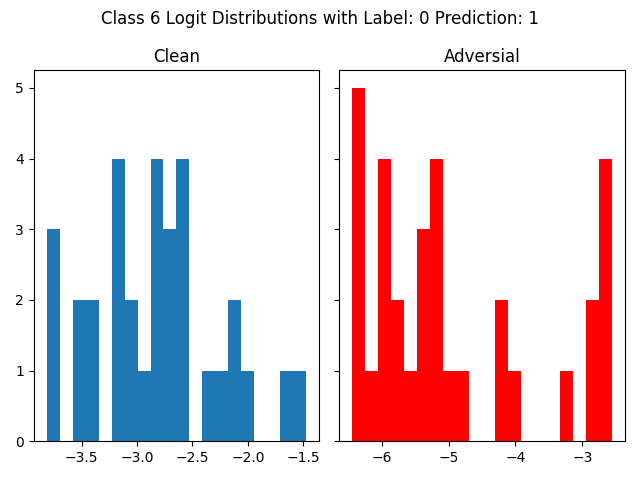 Class 6 Logit Distributions with Label: 0 Prediction: 1
Clean
Adversial
5
4
3
2
1
0
−3.5 −3.0 −2.5 −2.0 −1.5
−6 −5 −4 −3